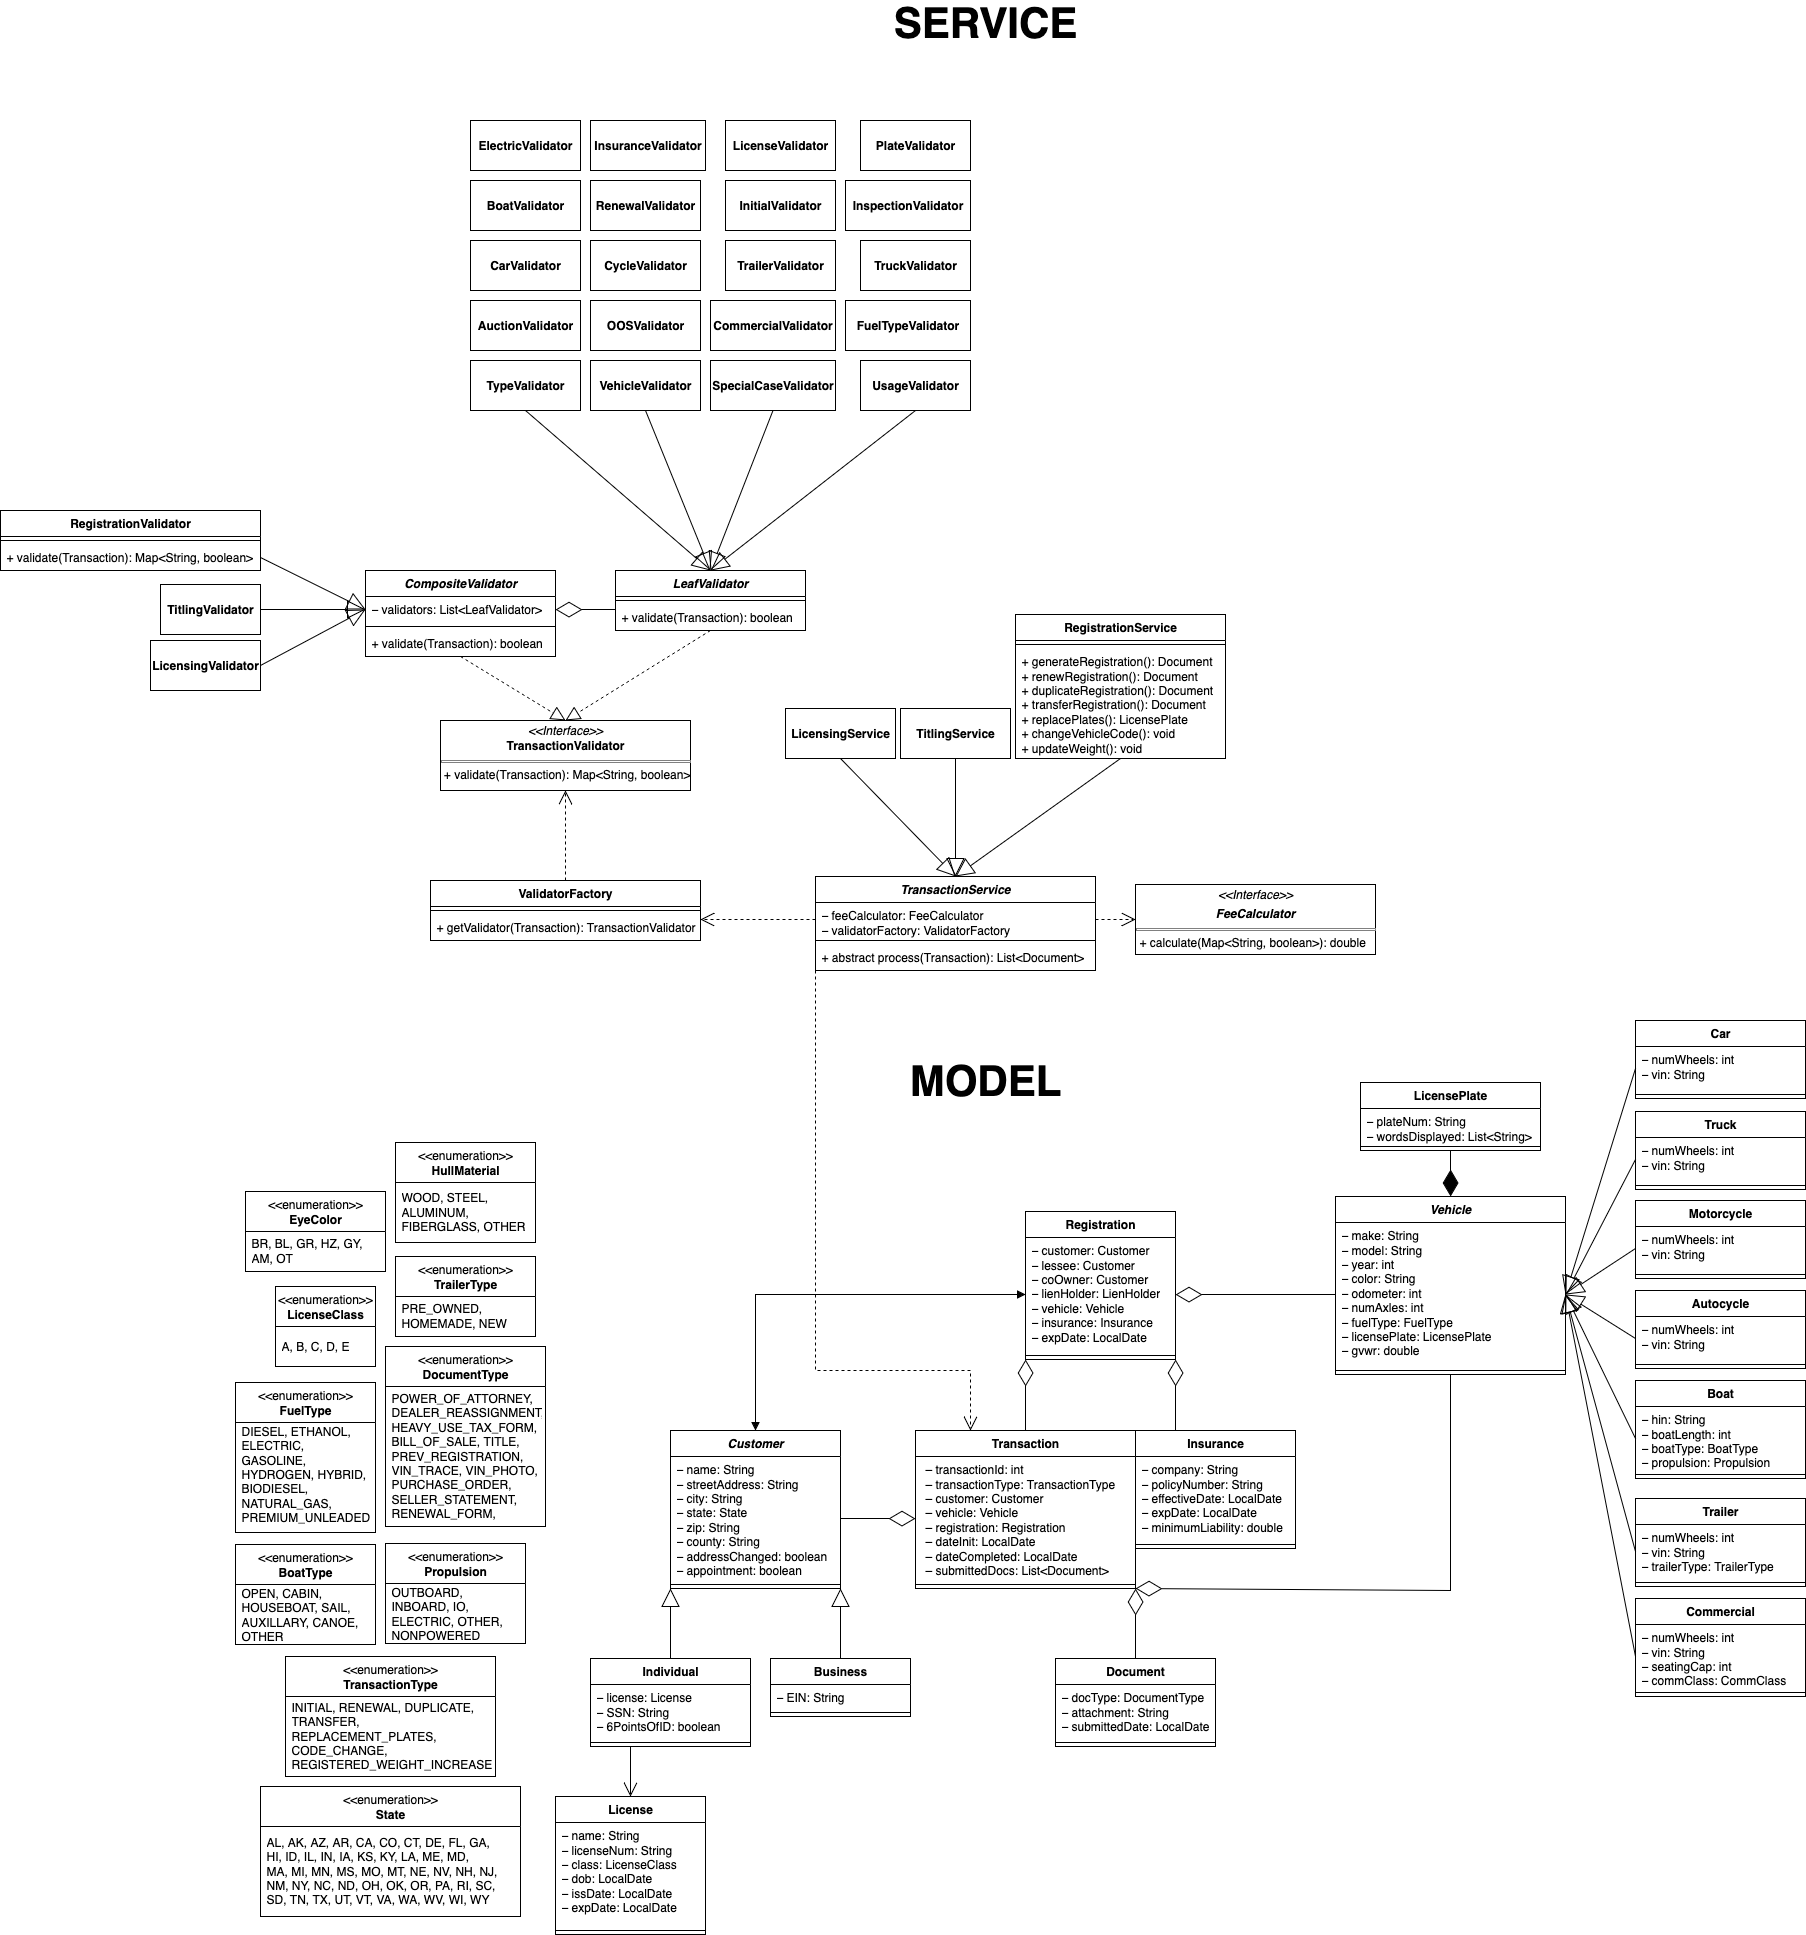 SERVICE
ElectricValidator
InsuranceValidator
LicenseValidator
PlateValidator
BoatValidator
RenewalValidator
InitialValidator
InspectionValidator
CarValidator
CycleValidator
TrailerValidator
TruckValidator
AuctionValidator
OOSValidator
CommercialValidator
FuelTypeValidator
TypeValidator
VehicleValidator
SpecialCaseValidator
UsageValidator
RegistrationValidator
+ validate(Transaction): Map<String, boolean>
TitlingValidator
LicensingValidator
CompositeValidator
– validators: List<LeafValidator>
+ validate(Transaction): boolean
LeafValidator
+ validate(Transaction): boolean
<<Interface>>
TransactionValidator
+ validate(Transaction): Map<String, boolean>
LicensingService
TitlingService
RegistrationService
+ generateRegistration(): Document
+ renewRegistration(): Document
+ duplicateRegistration(): Document
+ transferRegistration(): Document
+ replacePlates(): LicensePlate
+ changeVehicleCode(): void
+ updateWeight(): void
ValidatorFactory
+ getValidator(Transaction): TransactionValidator
TransactionService
– feeCalculator: FeeCalculator
– validatorFactory: ValidatorFactory
+ abstract process(Transaction): List<Document>
<<Interface>>
FeeCalculator
+ calculate(Map<String, boolean>): double
MODEL
<<enumeration>>
HullMaterial
WOOD, STEEL,
ALUMINUM,
FIBERGLASS, OTHER
<<enumeration>>
EyeColor
BR, BL, GR, HZ, GY,
AM, OT
<<enumeration>>
TrailerType
PRE_OWNED,
HOMEMADE, NEW
<<enumeration>>
LicenseClass
A, B, C, D, E
<<enumeration>>
DocumentType
POWER_OF_ATTORNEY,
DEALER_REASSIGNMENT
HEAVY_USE_TAX_FORM,
BILL_OF_SALE, TITLE,
PREV_REGISTRATION,
VIN_TRACE, VIN_PHOTO,
PURCHASE_ORDER,
SELLER_STATEMENT,
RENEWAL_FORM,
<<enumeration>>
FuelType
DIESEL, ETHANOL,
ELECTRIC,
GASOLINE,
HYDROGEN, HYBRID,
BIODIESEL,
NATURAL_GAS,
PREMIUM_UNLEADED
<<enumeration>>
BoatType
OPEN, CABIN,
HOUSEBOAT, SAIL,
AUXILLARY, CANOE,
OTHER
<<enumeration>>
Propulsion
OUTBOARD,
INBOARD, IO,
ELECTRIC, OTHER,
NONPOWERED
<<enumeration>>
TransactionType
INITIAL, RENEWAL, DUPLICATE,
TRANSFER,
REPLACEMENT_PLATES,
CODE_CHANGE,
REGISTERED_WEIGHT_INCREASE
<<enumeration>>
State
AL, AK, AZ, AR, CA, CO, CT, DE, FL, GA,
HI, ID, IL, IN, IA, KS, KY, LA, ME, MD,
MA, MI, MN, MS, MO, MT, NE, NV, NH, NJ,
NM, NY, NC, ND, OH, OK, OR, PA, RI, SC,
SD, TN, TX, UT, VT, VA, WA, WV, WI, WY
Registration
– customer: Customer
– lessee: Customer
– coOwner: Customer
– lienHolder: LienHolder
– vehicle: Vehicle
– insurance: Insurance
– expDate: LocalDate
LicensePlate
– plateNum: String
– wordsDisplayed: List<String>
Vehicle
– make: String
– model: String
– year: int
– color: String
– odometer: int
– numAxles: int
– fuelType: FuelType
– licensePlate: LicensePlate
– gvwr: double
Customer
– name: String
– streetAddress: String
– city: String
– state: State
– zip: String
– county: String
– addressChanged: boolean
– appointment: boolean
Transaction
– transactionId: int
– transactionType: TransactionType
– customer: Customer
– vehicle: Vehicle
– registration: Registration
– dateInit: LocalDate
– dateCompleted: LocalDate
– submittedDocs: List<Document>
Insurance
– company: String
– policyNumber: String
– effectiveDate: LocalDate
– expDate: LocalDate
– minimumLiability: double
Individual
– license: License
– SSN: String
– 6PointsOfID: boolean
Business
– EIN: String
Document
– docType: DocumentType
– attachment: String
– submittedDate: LocalDate
License
– name: String
– licenseNum: String
– class: LicenseClass
– dob: LocalDate
– issDate: LocalDate
– expDate: LocalDate
Car
– numWheels: int
– vin: String
Truck
– numWheels: int
– vin: String
Motorcycle
– numWheels: int
– vin: String
Autocycle
– numWheels: int
– vin: String
Boat
– hin: String
– boatLength: int
– boatType: BoatType
– propulsion: Propulsion
Trailer
– numWheels: int
– vin: String
– trailerType: TrailerType
Commercial
– numWheels: int
– vin: String
– seatingCap: int
– commClass: CommClass